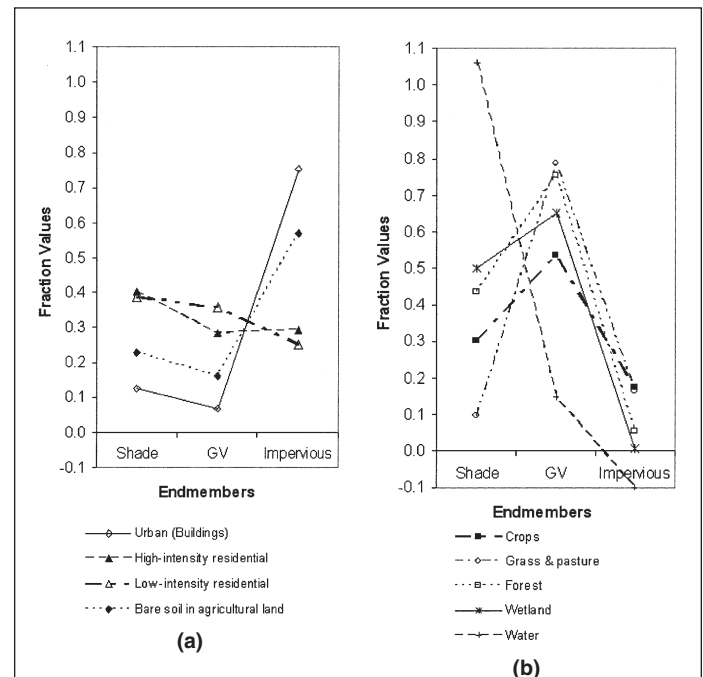 1.1
1.0
0.9
0.8
0.7
0.6
0.5
0.4
0.3
0.2
0.1
0.0
-0.1
Fraction Values
Shade GV Impervious
Endmembers
Urban (Buildings)
High-intensity residential
Low-intensity residential
Bare soil in agricultural land
(a)
1.1
1.0
0.9
0.8
0.7
0.6
0.5
0.4
0.3
0.2
0.1
0.0
-0.1
Fraction Values
Shade GV Impervious
Endmembers
Crops
Grass & pasture
Forest
Wetland
Water
(b)